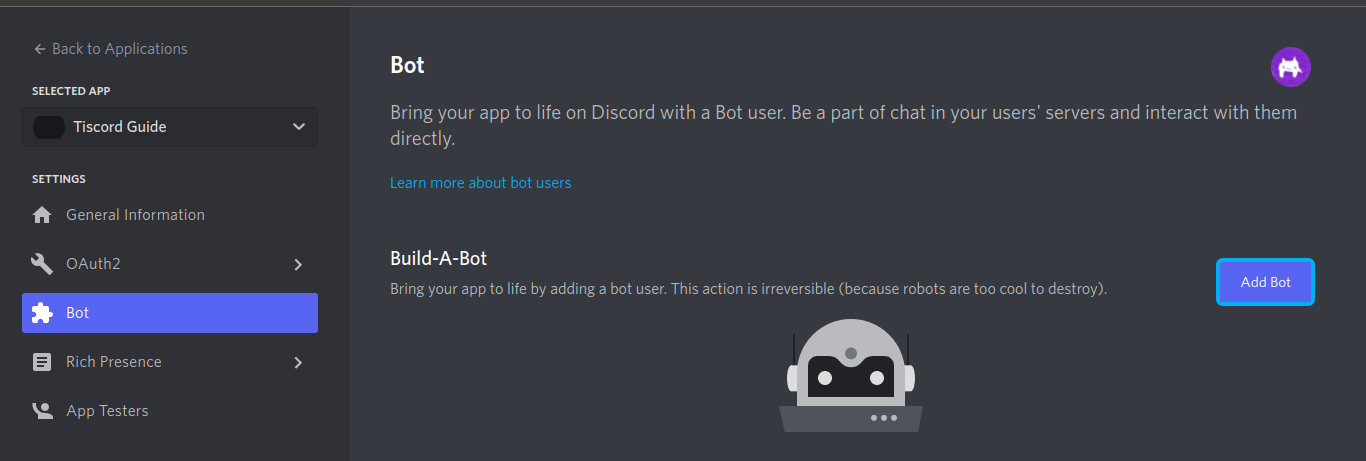 Back to Applications
SELECTED APP
Tiscord Guide
SETTINGS
General Information
OAuth2
Bot
Rich Presence
App Testers
Bot
Bring your app to life on Discord with a Bot user. Be a part of chat in your users' servers and interact with them
directly.
Learn more about bot users
Build-A-Bot
Bring your app to life by adding a bot user. This action is irreversible (because robots are too cool to destroy).
Add Bot